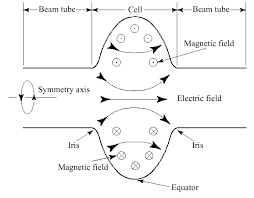 Beam tube
Cell
Beam tube
Magnetic field
Symmetry axis
Electric field
Iris
Iris
Magnetic field
Equator